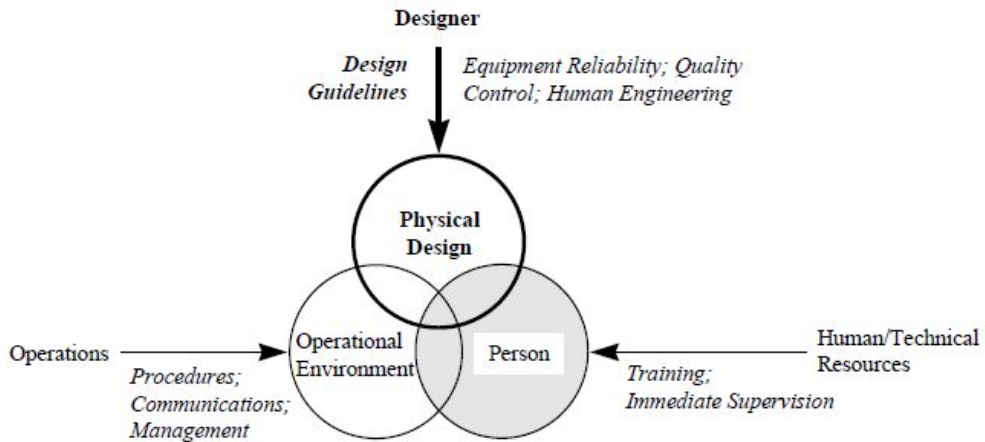 Designer
Design
Guidelines
Equipment Reliability; Quality
Control; Human Engineering
Physical
Design
Operations
Procedures;
Communications;
Management
Operational
Environment
Person
Training;
Immediate Supervision
Human/Technical
Resources